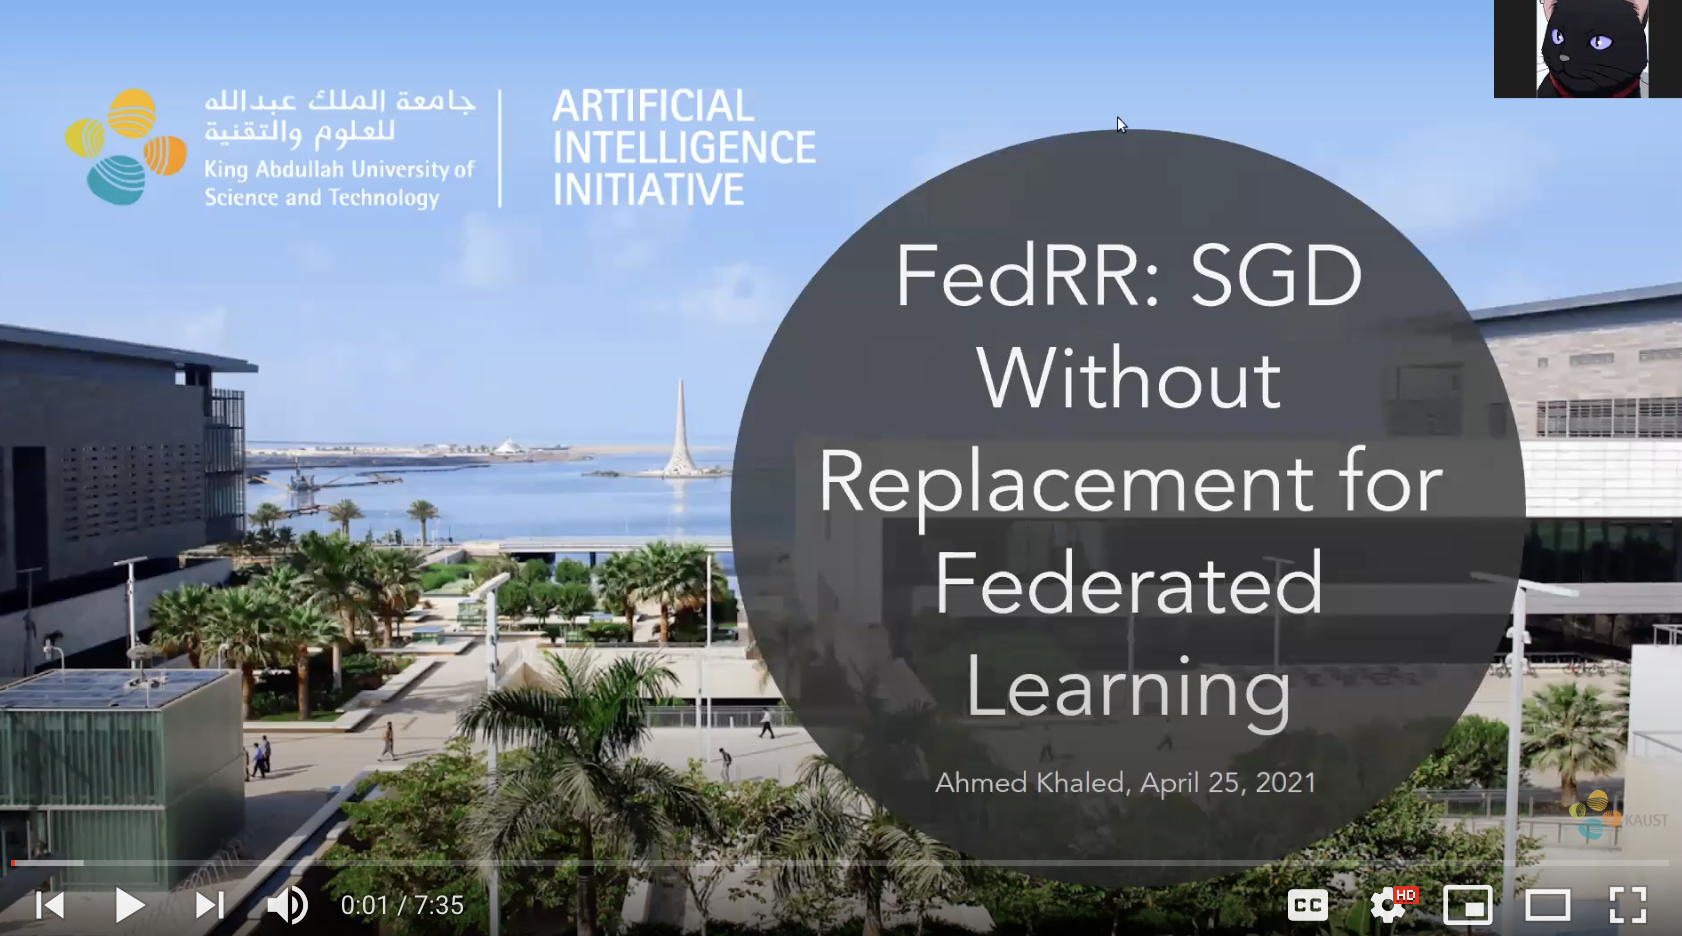 جامعة الملك عبدالله
للعلوم والتقنية
King Abdullah University of
Science and Technology
ARTIFICIAL
INTELLIGENCE
INITIATIVE
FedRR: SGD
Without
Replacement for
Federated
Learning
Ahmed Khaled, April 25, 2021
KAUST
0:01 / 7:35
CC
HD